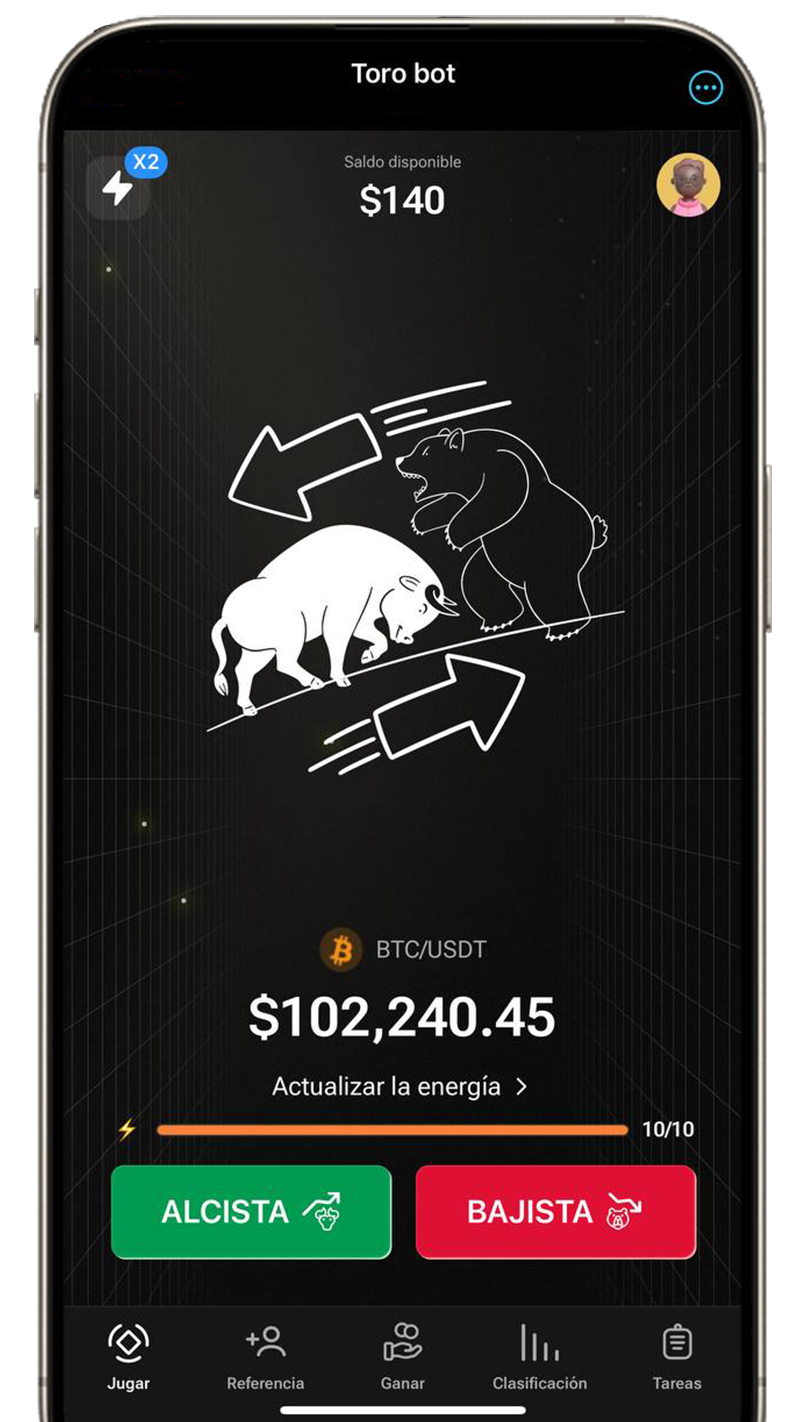 Toro bot
X2
Saldo disponible
$140
BTC/USDT
$102,240.45
Actualizar la energía
10/10
ALCISTA
BAJISTA
Jugar
Referencia
Ganar
Clasificación
Tareas